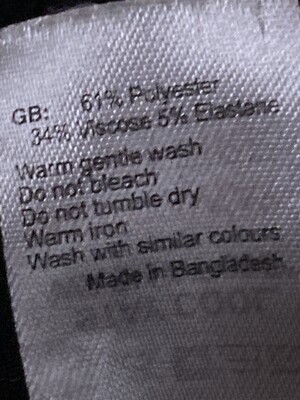 GB: 61% Polyester
34% Viscose 5% Elastane
Warm gentle wash
Do not bleach
Do not tumble dry
Warm iron
Wash with similar colours
Made in Bangladesh